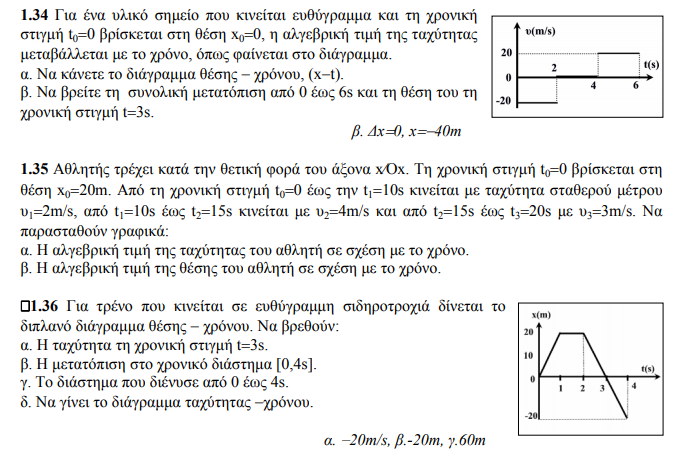 1.34 Για ένα υλικό σημείο που κινείται ευθύγραμμα και τη χρονική
στιγμή t0=0 βρίσκεται στη θέση x0=0, η αλγεβρική τιμή της ταχύτητας
μεταβάλλεται με το χρόνο, όπως φαίνεται στο διάγραμμα.
α. Να κάνετε το διάγραμμα θέσης – χρόνου, (x–t).
β. Να βρείτε τη συνολική μετατόπιση από 0 έως 6s και τη θέση του τη
χρονική στιγμή t=3s.
β. Δx=0, x=–40m
υ(m/s)
20
2
t(s)
0
4
6
-20
1.35 Αθλητής τρέχει κατά την θετική φορά του άξονα x΄Οx. Τη χρονική στιγμή t0=0 βρίσκεται στη
θέση x0=20m. Από τη χρονική στιγμή t0=0 έως την t1=10s κινείται με ταχύτητα σταθερού μέτρου
υ1=2m/s, από t1=10s έως t2=15s κινείται με υ2=4m/s και από t2=15s έως t3=20s με υ3=3m/s. Να
παρασταθούν γραφικά:
α. Η αλγεβρική τιμή της ταχύτητας του αθλητή σε σχέση με το χρόνο.
β. Η αλγεβρική τιμή της θέσης του αθλητή σε σχέση με το χρόνο.
1.36 Για τρένο που κινείται σε ευθύγραμμη σιδηροτροχιά δίνεται το
διπλανό διάγραμμα θέσης – χρόνου. Να βρεθούν:
α. Η ταχύτητα τη χρονική στιγμή t=3s.
β. Η μετατόπιση στο χρονικό διάστημα [0,4s].
γ. Το διάστημα που διένυσε από 0 έως 4s.
δ. Να γίνει το διάγραμμα ταχύτητας –χρόνου.
α. –20m/s, β.-20m, γ.60m
x(m)
20
10
t(s)
0
1 2 3 4
-20